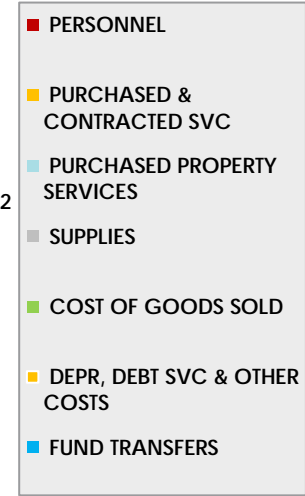 PERSONNEL
PURCHASED &
CONTRACTED SVC
PURCHASED PROPERTY
SERVICES
2
SUPPLIES
COST OF GOODS SOLD
DEPR, DEBT SVC & OTHER
COSTS
FUND TRANSFERS